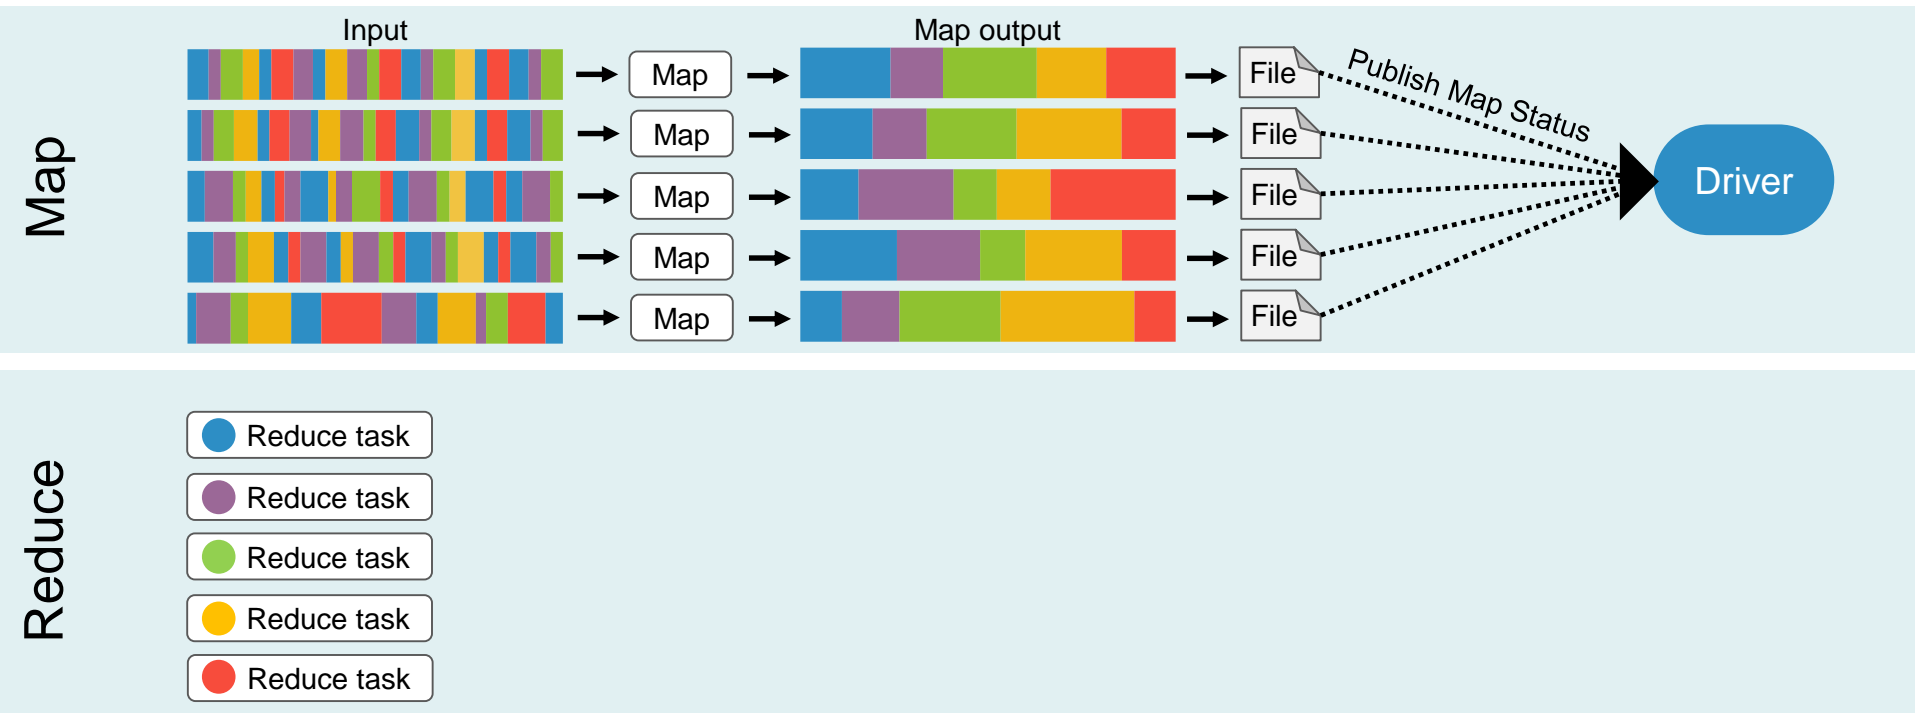 Map
Input
Map output
Map
File
Publish Map Status
Map
File
Driver
Map
File
Map
File
Map
File
Reduce
Reduce task
Reduce task
Reduce task
Reduce task
Reduce task